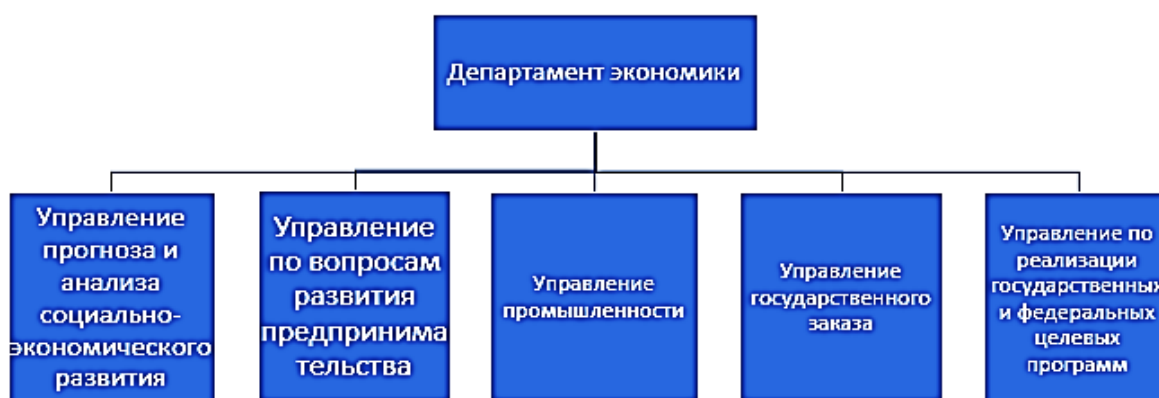 Департамент экономики
Управление
прогноза и
анализа
социально-
экономического
развития
Управление
по вопросам
развития
предпринима
тельства
Управление
промышленности
Управление
государственного
заказа
Управление по
реализации
государственных
и федеральных
целевых
программ